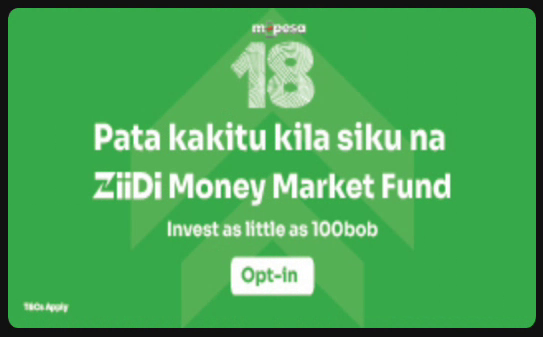 m-pesa
18
Pata kakitu kila siku na
ZiiDi Money Market Fund
Invest as little as 100bob
Opt-in
T&Cs Apply